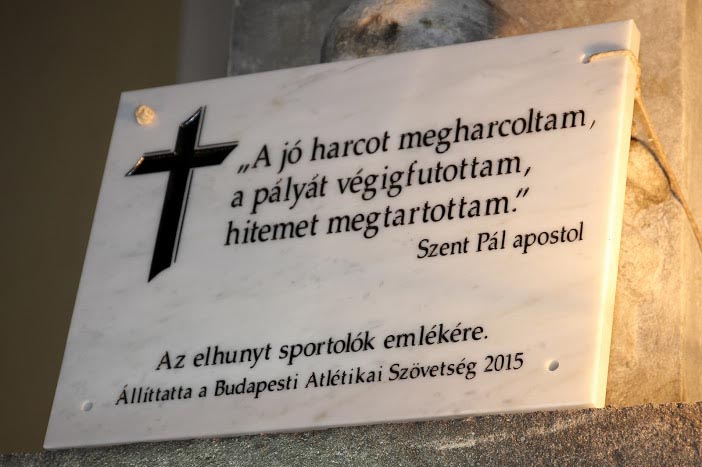 „A jó harcot megharcoltam,
a pályát végigfutottam,
hitemet megtartottam.”
Szent Pál apostol
Az elhunyt sportolók emlékére.
Állíttatta a Budapesti Atlétikai Szövetség 2015